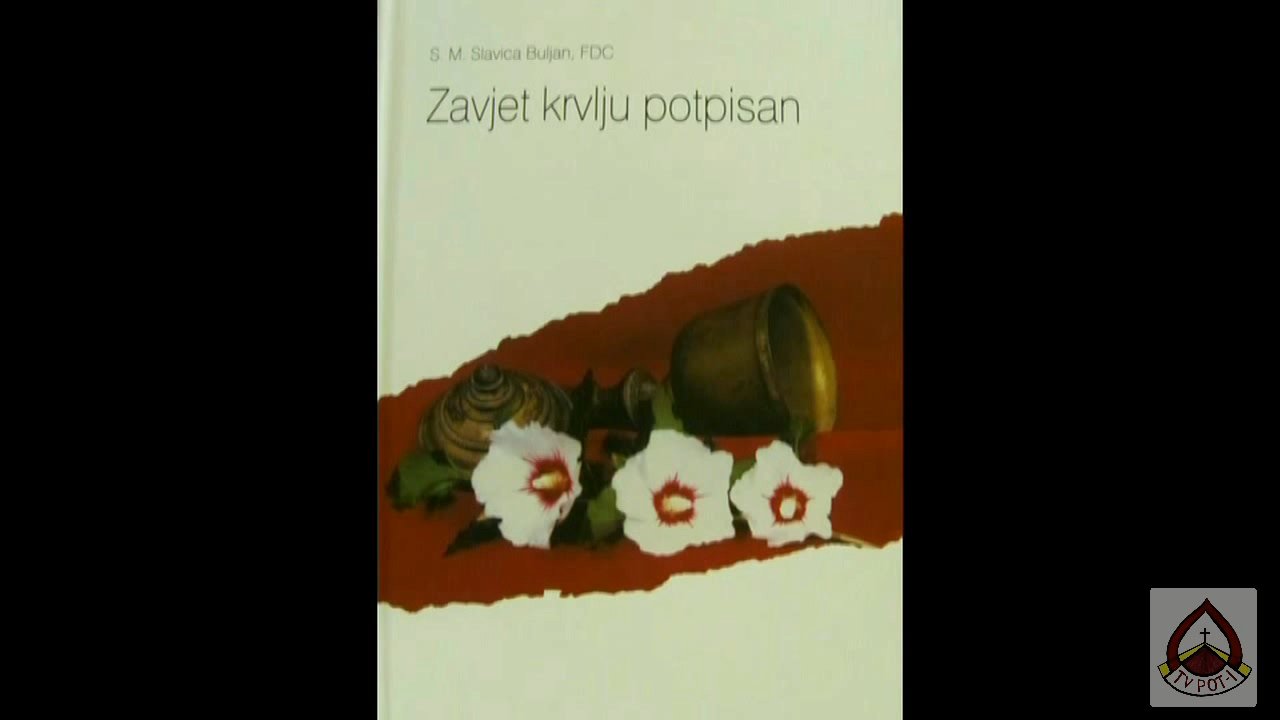 S. M. Slavica Buljan, FDC
Zavjet krvlju potpisan
TV POT-I